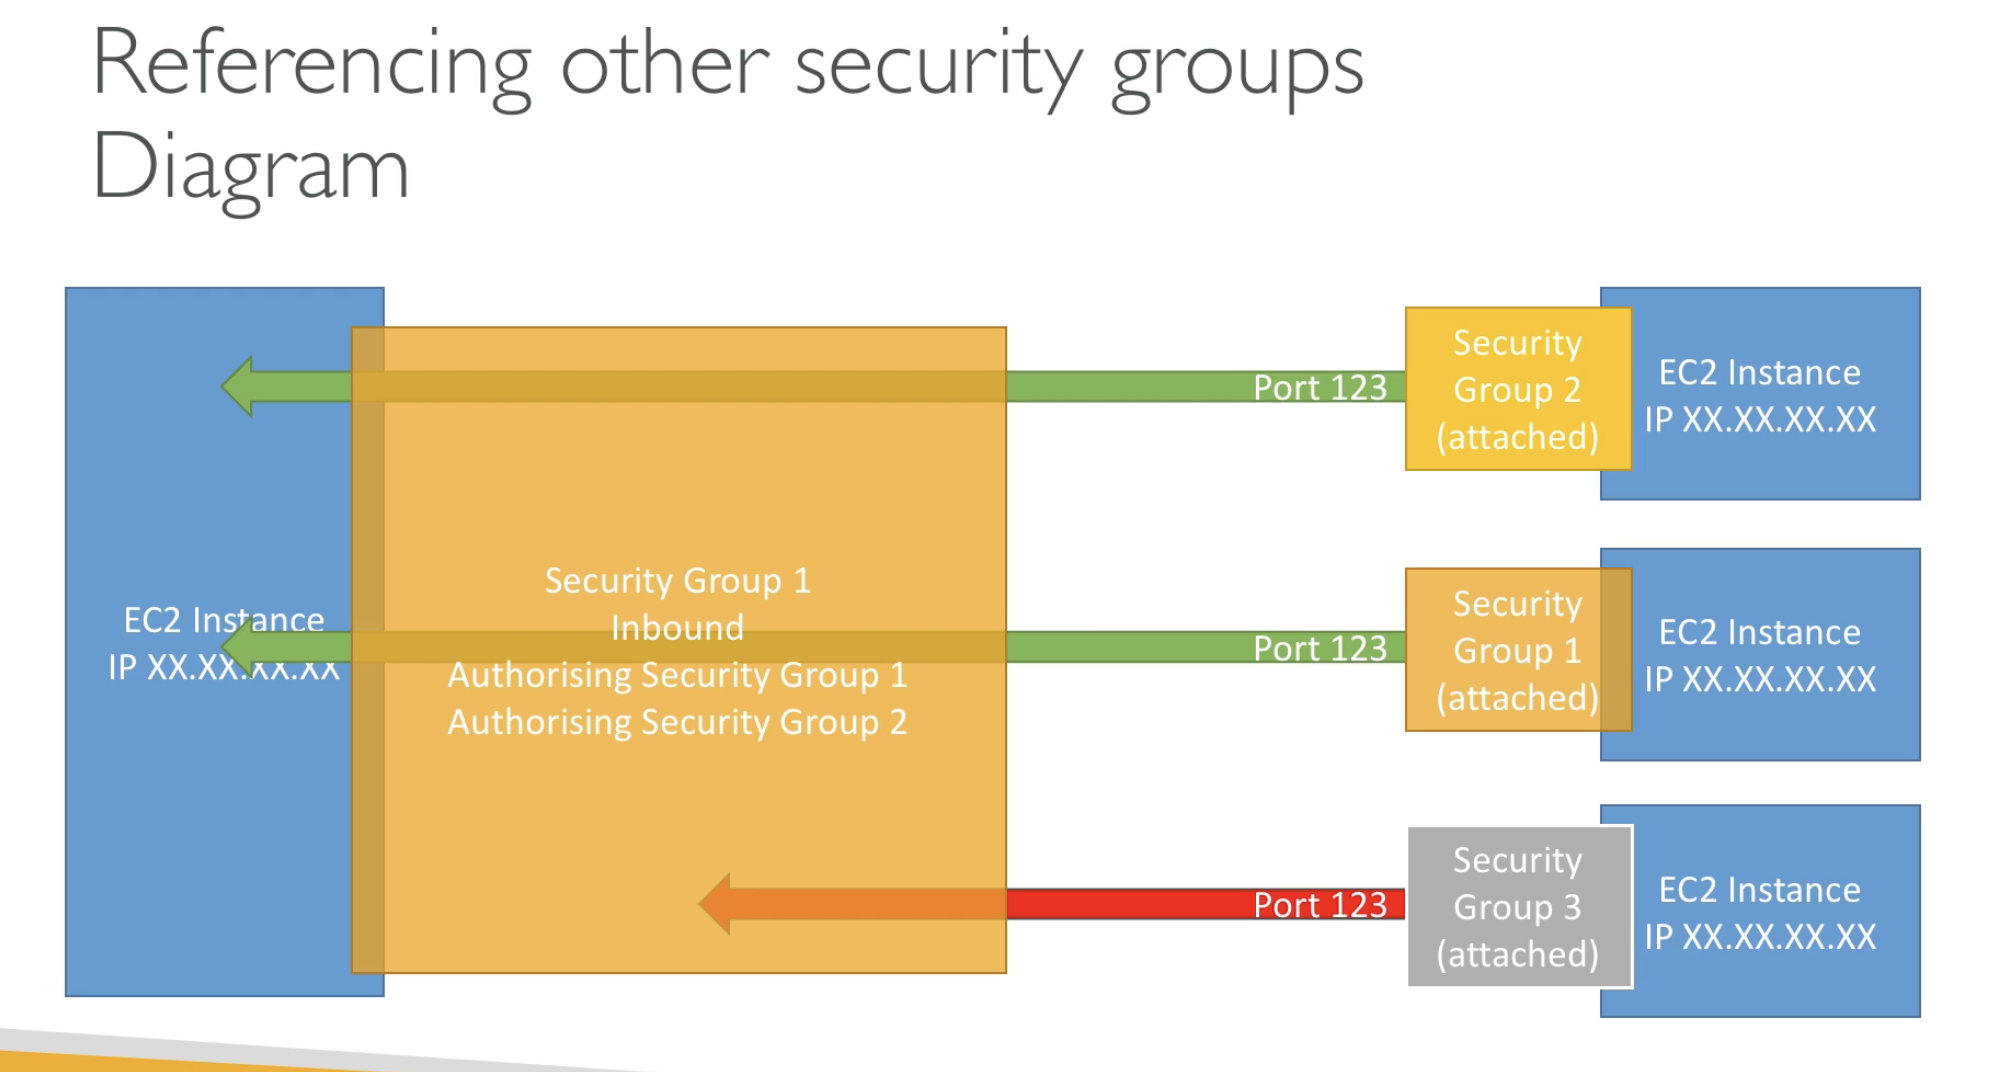 Referencing other security groups
Diagram
EC2 Instance
IP XX.XX.XX.XX
Security Group 1
Inbound
Authorising Security Group 1
Authorising Security Group 2
Port 123
Security
Group 2
(attached)
EC2 Instance
IP XX.XX.XX.XX
Port 123
Security
Group 1
(attached)
EC2 Instance
IP XX.XX.XX.XX
Port 123
Security
Group 3
(attached)
EC2 Instance
IP XX.XX.XX.XX